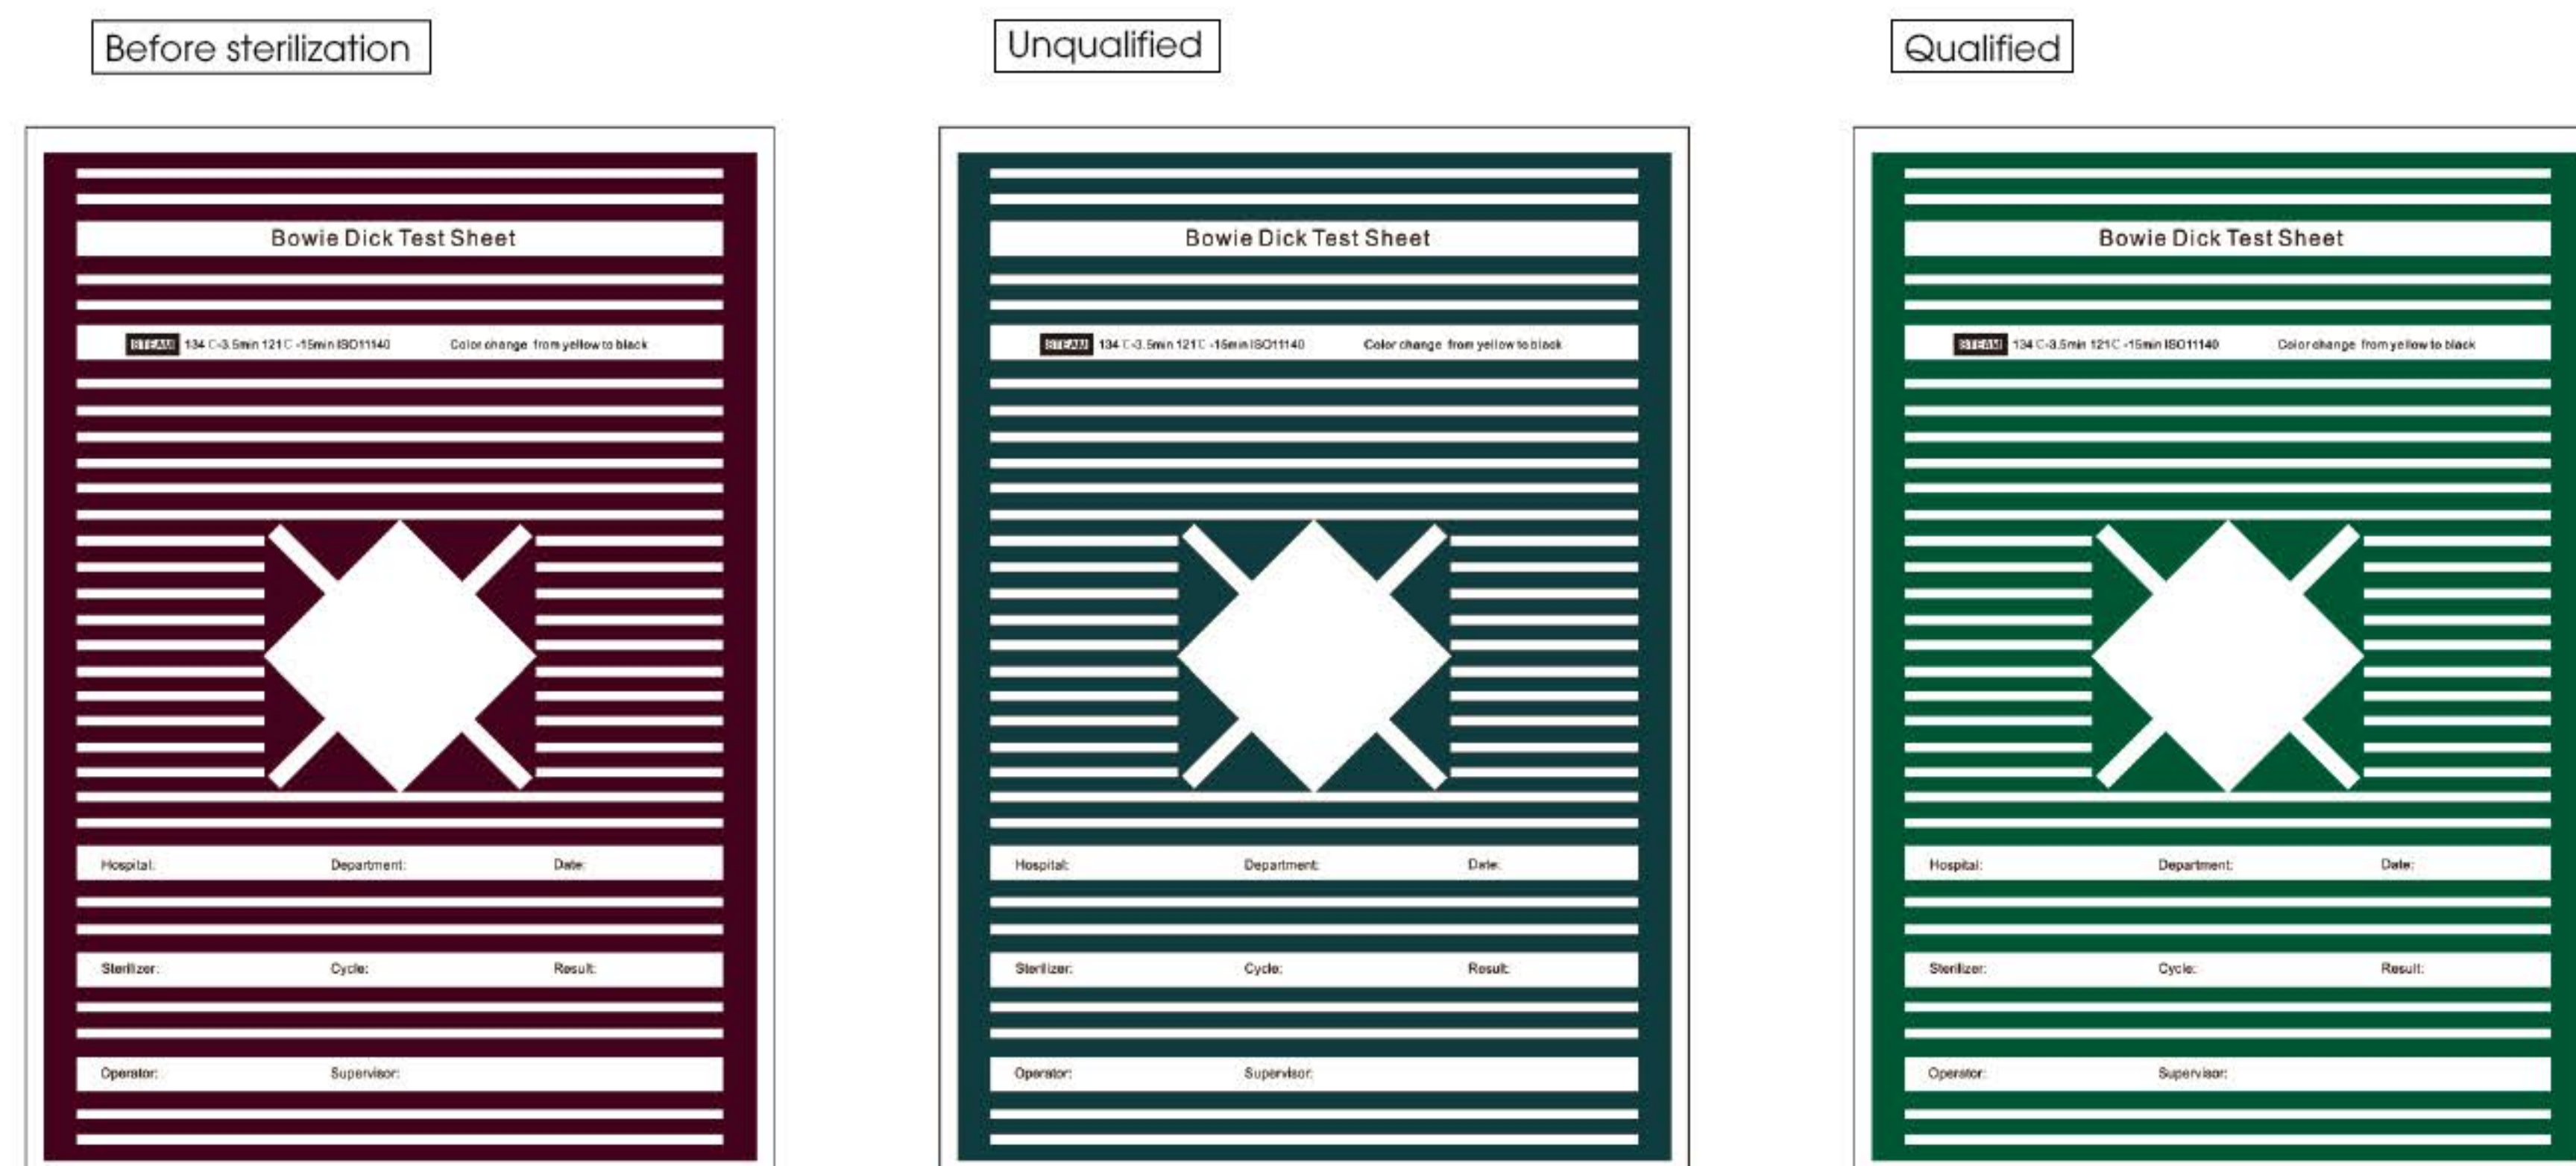 Before sterilization
Unqualified
Qualified
Bowie Dick Test Sheet
STEAM 134 C-3.5min 121C -15min ISO11140 Color change from yellow to black
Hospital: Department: Date:
Sterilizer: Cycle: Result:
Operator: Supervisor:
Bowie Dick Test Sheet
STEAM 134 C-3.5min 121C -15min ISO11140 Color change from yellow to black
Hospital: Department: Date:
Sterilizer: Cycle: Result:
Operator: Supervisor:
Bowie Dick Test Sheet
STEAM 134 C-3.5min 121C -15min ISO11140 Color change from yellow to black
Hospital: Department: Date:
Sterilizer: Cycle: Result:
Operator: Supervisor: